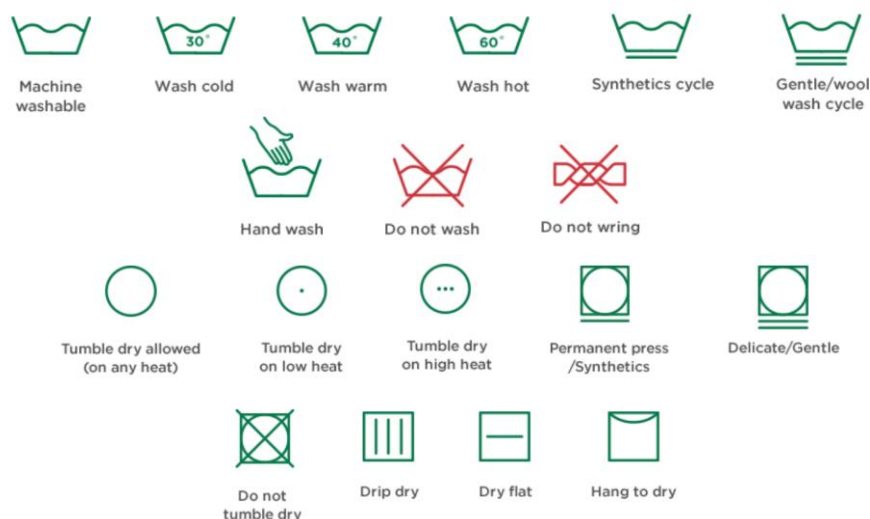 30°
40°
60°
Machine
washable
Wash cold
Wash warm
Wash hot
Synthetics cycle
Gentle/wool
wash cycle
Hand wash
Do not wash
Do not wring
Tumble dry allowed
(on any heat)
Tumble dry
on low heat
Tumble dry
on high heat
Permanent press
/Synthetics
Delicate/Gentle
Do not
tumble dry
Drip dry
Dry flat
Hang to dry